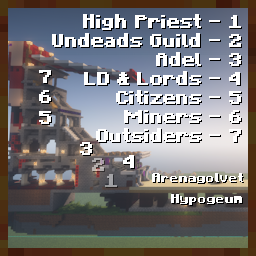 High Priest - 1
Undeads Guild - 2
Adel - 3
LD & Lords - 4
Citizens - 5
Miners - 6
Outsiders - 7
7
6
5
3
2
4
1
Arenagolvet
Hypogeum